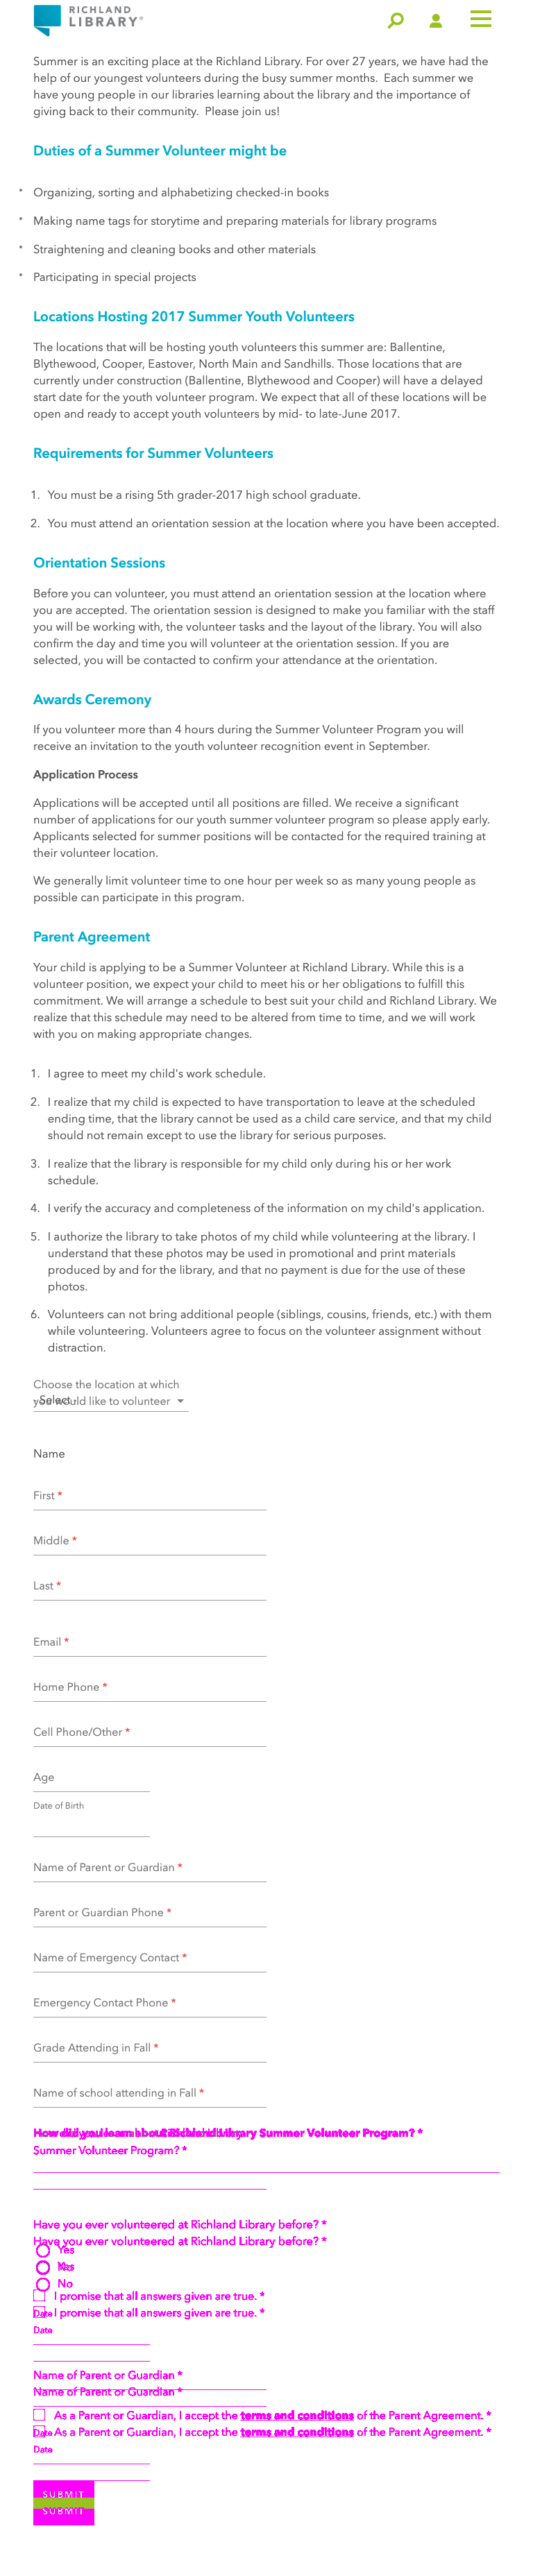 RICHLAND
LIBRARY®
Summer is an exciting place at the Richland Library. For over 27 years, we have had the
help of our youngest volunteers during the busy summer months.  Each summer we
have young people in our libraries learning about the library and the importance of
giving back to their community.  Please join us!
Duties of a Summer Volunteer might be
* Organizing, sorting and alphabetizing checked-in books
* Making name tags for storytime and preparing materials for library programs
* Straightening and cleaning books and other materials
* Participating in special projects
Locations Hosting 2017 Summer Youth Volunteers
The locations that will be hosting youth volunteers this summer are: Ballentine,
Blythewood, Cooper, Eastover, North Main and Sandhills. Those locations that are
currently under construction (Ballentine, Blythewood and Cooper) will have a delayed
start date for the youth volunteer program. We expect that all of these locations will be
open and ready to accept youth volunteers by mid- to late-June 2017.
Requirements for Summer Volunteers
1. You must be a rising 5th grader-2017 high school graduate.
2. You must attend an orientation session at the location where you have been accepted.
Orientation Sessions
Before you can volunteer, you must attend an orientation session at the location where
you are accepted. The orientation session is designed to make you familiar with the staff
you will be working with, the volunteer tasks and the layout of the library. You will also
confirm the day and time you will volunteer at the orientation session. If you are
selected, you will be contacted to confirm your attendance at the orientation.
Awards Ceremony
If you volunteer more than 4 hours during the Summer Volunteer Program you will
receive an invitation to the youth volunteer recognition event in September.
Application Process
Applications will be accepted until all positions are filled. We receive a significant
number of applications for our youth summer volunteer program so please apply early.
Applicants selected for summer positions will be contacted for the required training at
their volunteer location.
We generally limit volunteer time to one hour per week so as many young people as
possible can participate in this program.
Parent Agreement
Your child is applying to be a Summer Volunteer at Richland Library. While this is a
volunteer position, we expect your child to meet his or her obligations to fulfill this
commitment. We will arrange a schedule to best suit your child and Richland Library. We
realize that this schedule may need to be altered from time to time, and we will work
with you on making appropriate changes.
1. I agree to meet my child's work schedule.
2. I realize that my child is expected to have transportation to leave at the scheduled
ending time, that the library cannot be used as a child care service, and that my child
should not remain except to use the library for serious purposes.
3. I realize that the library is responsible for my child only during his or her work
schedule.
4. I verify the accuracy and completeness of the information on my child's application.
5. I authorize the library to take photos of my child while volunteering at the library. I
understand that these photos may be used in promotional and print materials
produced by and for the library, and that no payment is due for the use of these
photos.
6. Volunteers can not bring additional people (siblings, cousins, friends, etc.) with them
while volunteering. Volunteers agree to focus on the volunteer assignment without
distraction.
Choose the location at which
you would like to volunteer
- Select -
Name
First *
Middle *
Last *
Email *
Home Phone *
Cell Phone/Other *
Age
Date of Birth
Name of Parent or Guardian *
Parent or Guardian Phone *
Name of Emergency Contact *
Emergency Contact Phone *
Grade Attending in Fall *
Name of school attending in Fall *
How did you learn about Richland Library Summer Volunteer Program? *
Summer Volunteer Program? *
Have you ever volunteered at Richland Library before? *
Have you ever volunteered at Richland Library before? *
Yes
Yes
No
No
I promise that all answers given are true. *
Date I promise that all answers given are true. *
Date
Name of Parent or Guardian *
Name of Parent or Guardian *
As a Parent or Guardian, I accept the terms and conditions of the Parent Agreement. *
Date As a Parent or Guardian, I accept the terms and conditions of the Parent Agreement. *
Date
SUBMIT
SUBMIT